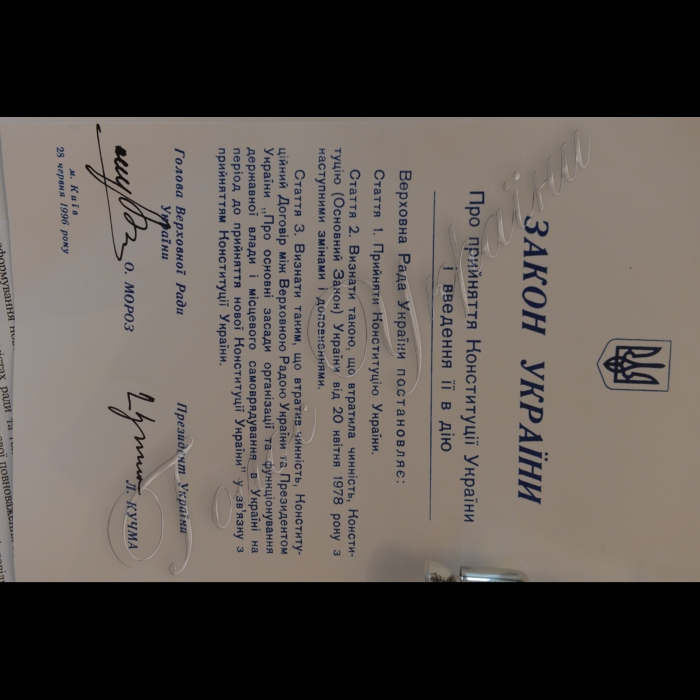 ЗАКОН УКРАЇНИ
Про прийняття Конституції України
і введення її в дію
Верховна Рада України постановляє:
Стаття 1. Прийняти Конституцію України.
Стаття 2. Визнати такою, що втратила чинність, Консти-
туцію (Основний Закон) України від 20 квітня 1978 року з
наступними змінами і доповненнями.
Стаття 3. Визнати таким, що втратив чинність, Конститу-
ційний Договір між Верховною Радою України та Президентом
України „Про основні засади організації та функціонування
державної влади і місцевого самоврядування в Україні на
період до прийняття нової Конституції України" у зв'язку з
прийняттям Конституції України.
Голова Верховної Ради
України
О. МОРОЗ
Президент України
Л. КУЧМА
м. Київ
28 червня 1996 року
України